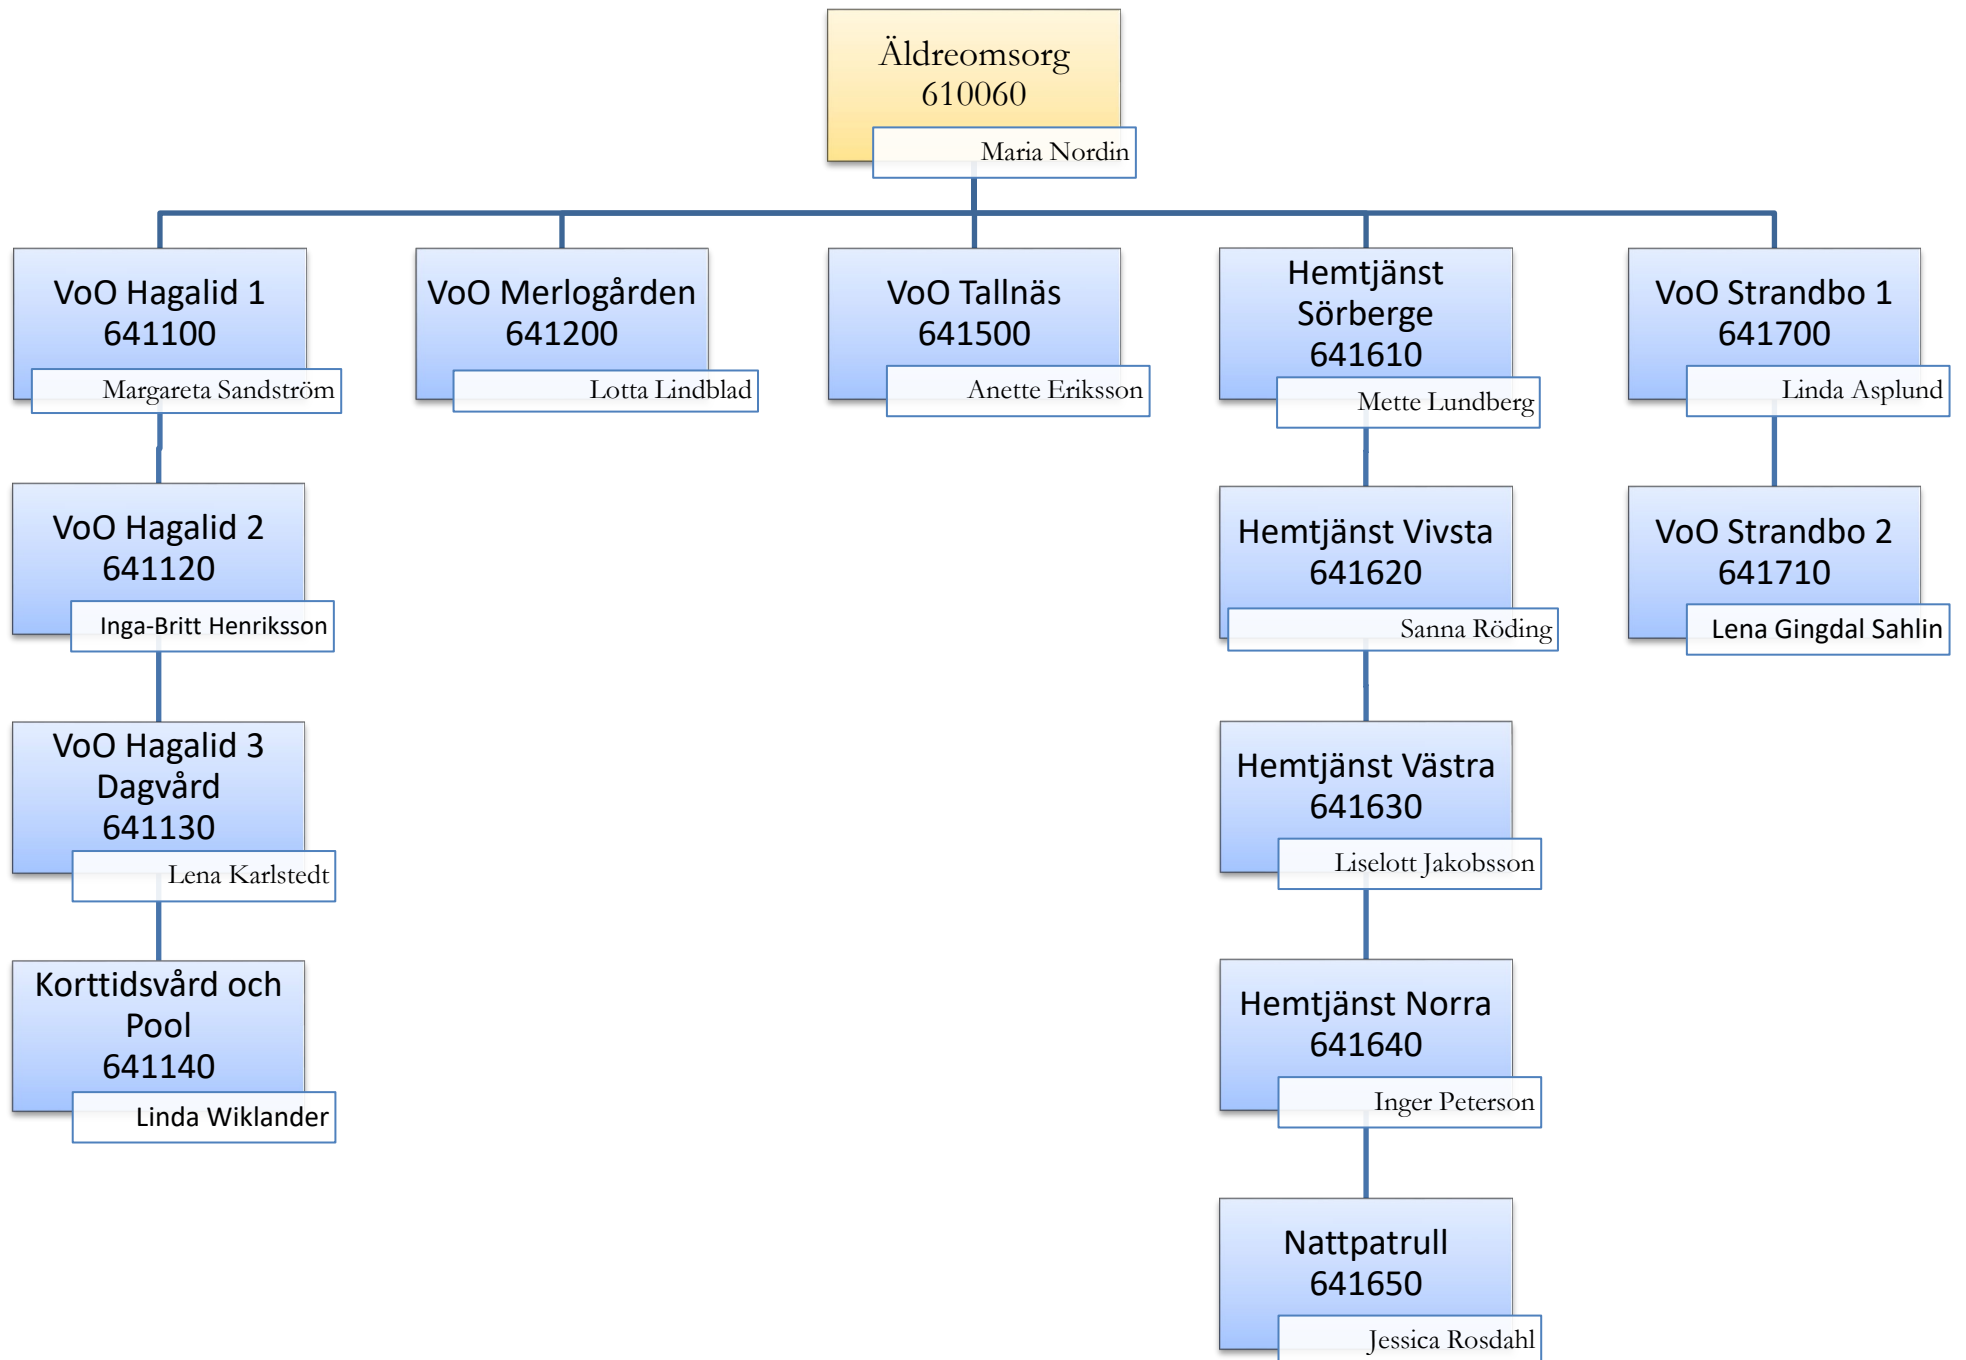 Äldreomsorg
610060
Maria Nordin
VoO Hagalid 1
641100
Margareta Sandström
VoO Merlogården
641200
Lotta Lindblad
VoO Tallnäs
641500
Anette Eriksson
Hemtjänst
Sörberge
641610
Mette Lundberg
VoO Strandbo 1
641700
Linda Asplund
VoO Hagalid 2
641120
Inga-Britt Henriksson
Hemtjänst Vivsta
641620
Sanna Röding
VoO Strandbo 2
641710
Lena Gingdal Sahlin
VoO Hagalid 3
Dagvård
641130
Lena Karlstedt
Hemtjänst Västra
641630
Liselott Jakobsson
Korttidsvård och
Pool
641140
Linda Wiklander
Hemtjänst Norra
641640
Inger Peterson
Nattpatrull
641650
Jessica Rosdahl